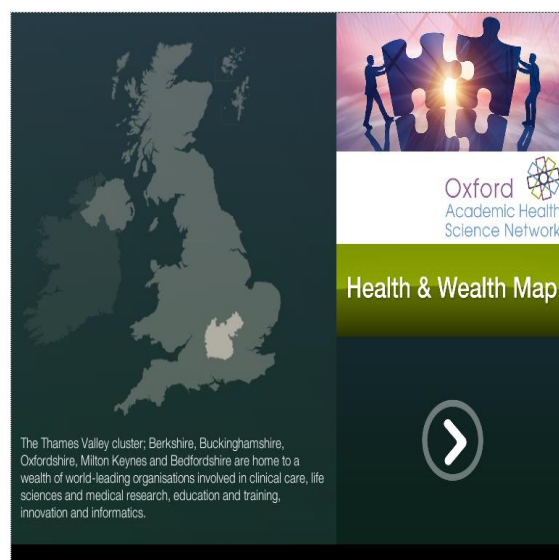 Oxford
Academic Health
Science Network
Health & Wealth Map
The Thames Valley cluster; Berkshire, Buckinghamshire,
Oxfordshire, Milton Keynes and Bedfordshire are home to a
wealth of world-leading organisations involved in clinical care, life
sciences and medical research, education and training,
innovation and informatics.